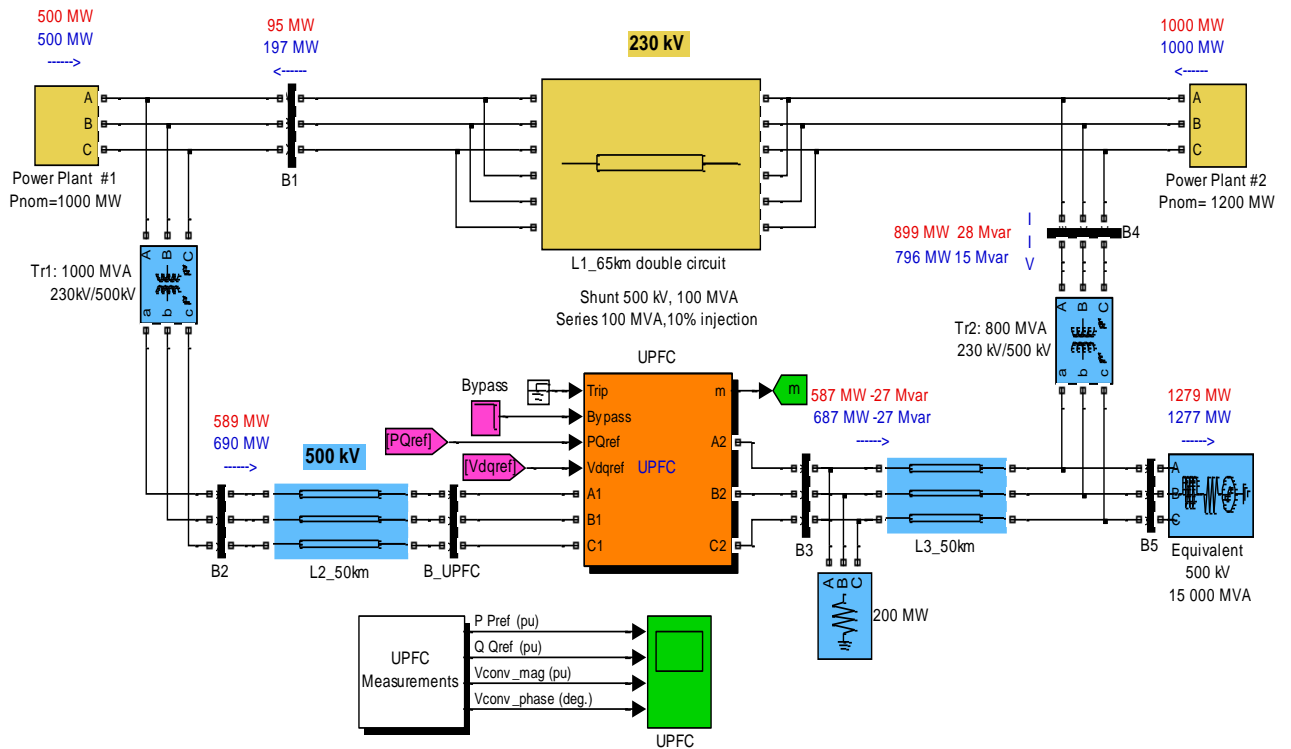 500 MW
500 MW
------>
95 MW
197 MW
<------
230 kV
1000 MW
1000 MW
<------
A
B
C
A
B
C
Power Plant #1
Pnom=1000 MW
B1
Power Plant #2
Pnom= 1200 MW
L1_65km double circuit
899 MW 28 Mvar
796 MW 15 Mvar
I
I
V
B4
Shunt 500 kV, 100 MVA
Series 100 MVA,10% injection
Tr1: 1000 MVA
230kV/500kV
A
B
C
a
b
c
Tr2: 800 MVA
230 kV/500 kV
A
B
C
a
b
c
UPFC
Bypass
Trip
Bypass
PQref
Vdqref
A1
B1
C1
UPFC
m
A2
B2
C2
m
[PQref]
[Vdqref]
589 MW
690 MW
------>
500 kV
587 MW -27 Mvar
687 MW -27 Mvar
------>
1279 MW
1277 MW
------>
A
B
C
B2
L2_50km
B_UPFC
B3
L3_50km
B5
Equivalent
500 kV
15 000 MVA
A
B
C
200 MW
UPFC
Measurements
P Pref (pu)
Q Qref (pu)
Vconv_mag (pu)
Vconv_phase (deg.)
UPFC